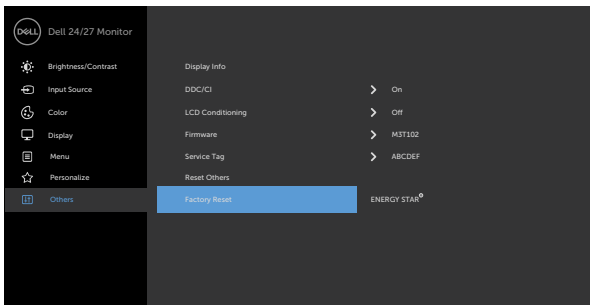 DELL Dell 24/27 Monitor
Brightness/Contrast
Input Source
Color
Display
Menu
Personalize
Others
Display Info
DDC/CI > On
LCD Conditioning > Off
Firmware > M3T102
Service Tag > ABCDEF
Reset Others
Factory Reset ENERGY STAR®